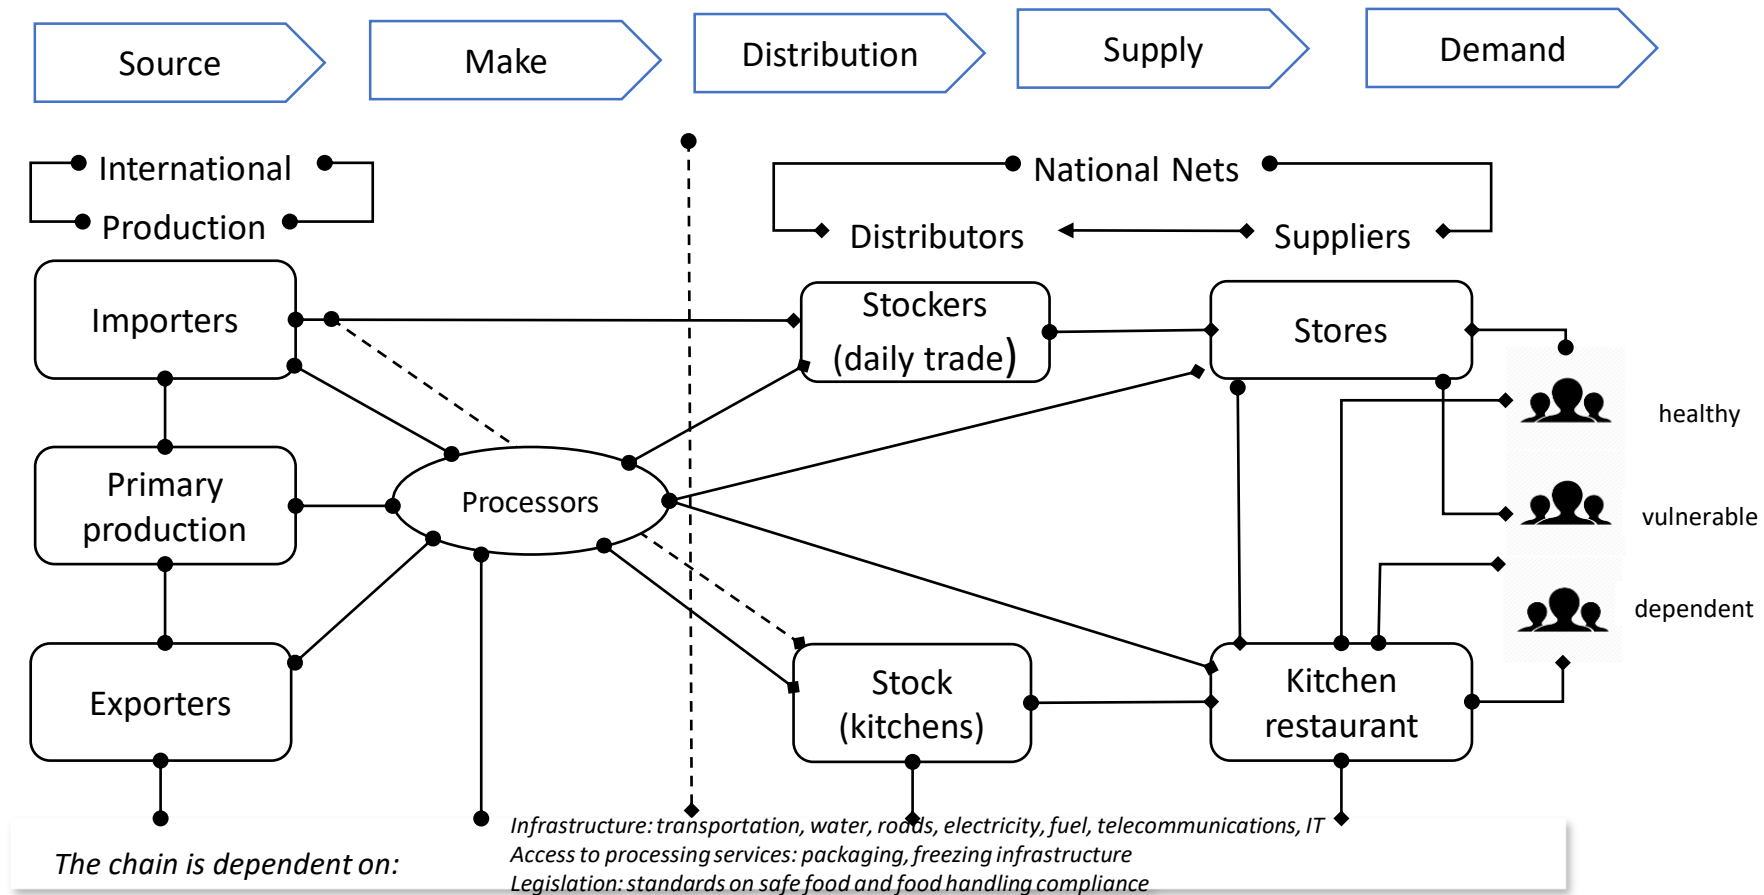 Source
Make
Distribution
Supply
Demand
International
Production
National Nets
Distributors
Suppliers
Importers
Stockers
(daily trade)
Stores
healthy
Primary
production
Processors
vulnerable
dependent
Exporters
Stock
(kitchens)
Kitchen
restaurant
The chain is dependent on:
Infrastructure: transportation, water, roads, electricity, fuel, telecommunications, IT
Access to processing services: packaging, freezing infrastructure
Legislation: standards on safe food and food handling compliance